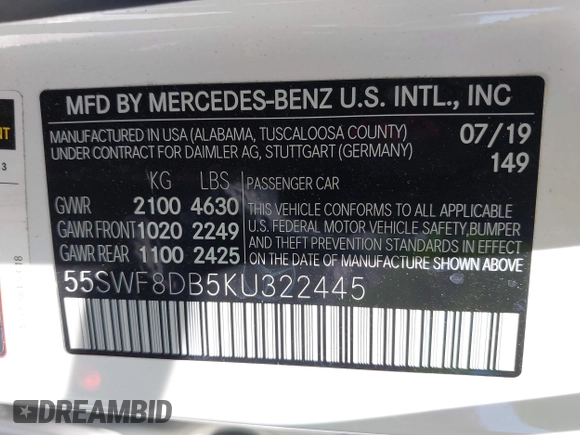 MFD BY MERCEDES-BENZ U.S. INTL., INC
MANUFACTURED IN USA (ALABAMA, TUSCALOOSA COUNTY) 07/19
UNDER CONTRACT FOR DAIMLER AG, STUTTGART (GERMANY) 149
KG LBS PASSENGER CAR
GVWR 2100 4630
GAWR FRONT 1020 2249
GAWR REAR 1100 2425
THIS VEHICLE CONFORMS TO ALL APPLICABLE
U.S. FEDERAL MOTOR VEHICLE SAFETY,BUMPER
AND THEFT PREVENTION STANDARDS IN EFFECT
ON THE DATE OF MANUFACTURE SHOWN ABOVE
55SWF8DB5KU322445
DREAMBID